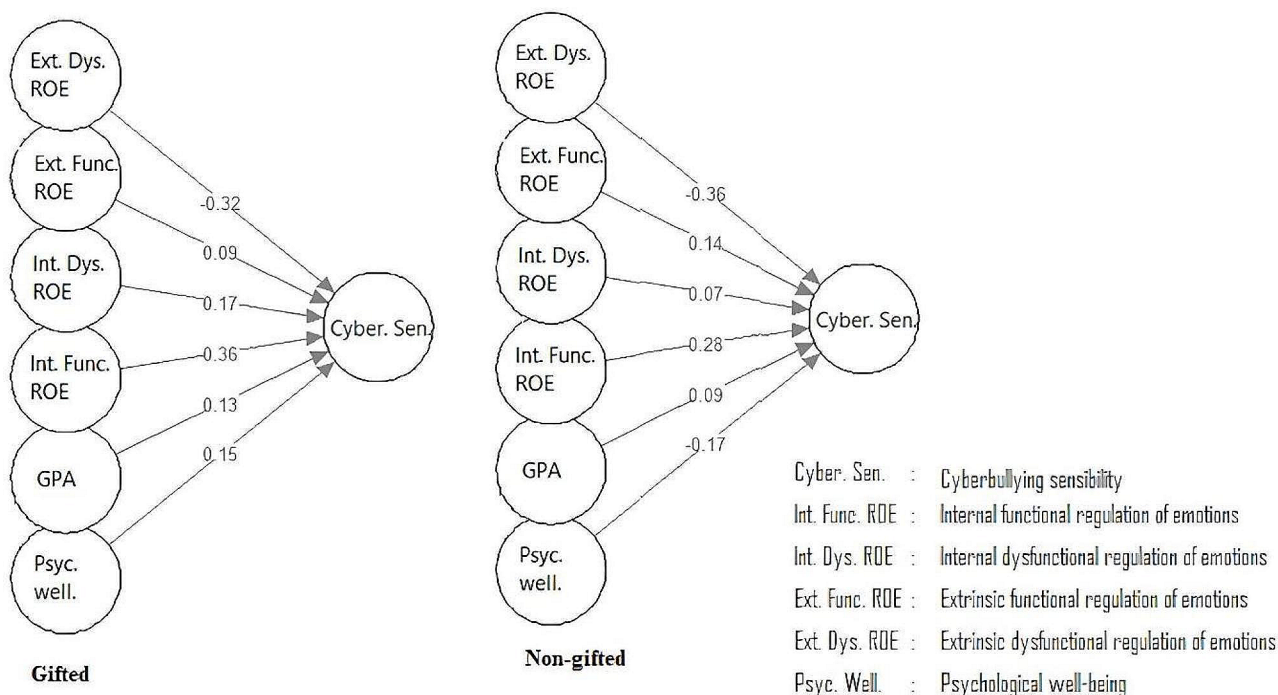 Ext. Dys.
ROE
Ext. Func.
ROE
Int. Dys.
ROE
Int. Func.
ROE
GPA
Psyc.
well.
-0.32
0.09
0.17
0.36
0.13
0.15
Cyber. Sen.
Gifted
Ext. Dys.
ROE
Ext. Func.
ROE
Int. Dys.
ROE
Int. Func.
ROE
GPA
Psyc.
well.
-0.36
0.14
0.07
0.28
0.09
-0.17
Cyber. Sen.
Non-gifted
Cyber. Sen. : Cyberbullying sensibility
Int. Func. ROE : Internal functional regulation of emotions
Int. Dys. ROE : Internal dysfunctional regulation of emotions
Ext. Func. ROE : Extrinsic functional regulation of emotions
Ext. Dys. ROE : Extrinsic dysfunctional regulation of emotions
Psyc. Well. : Psychological well-being